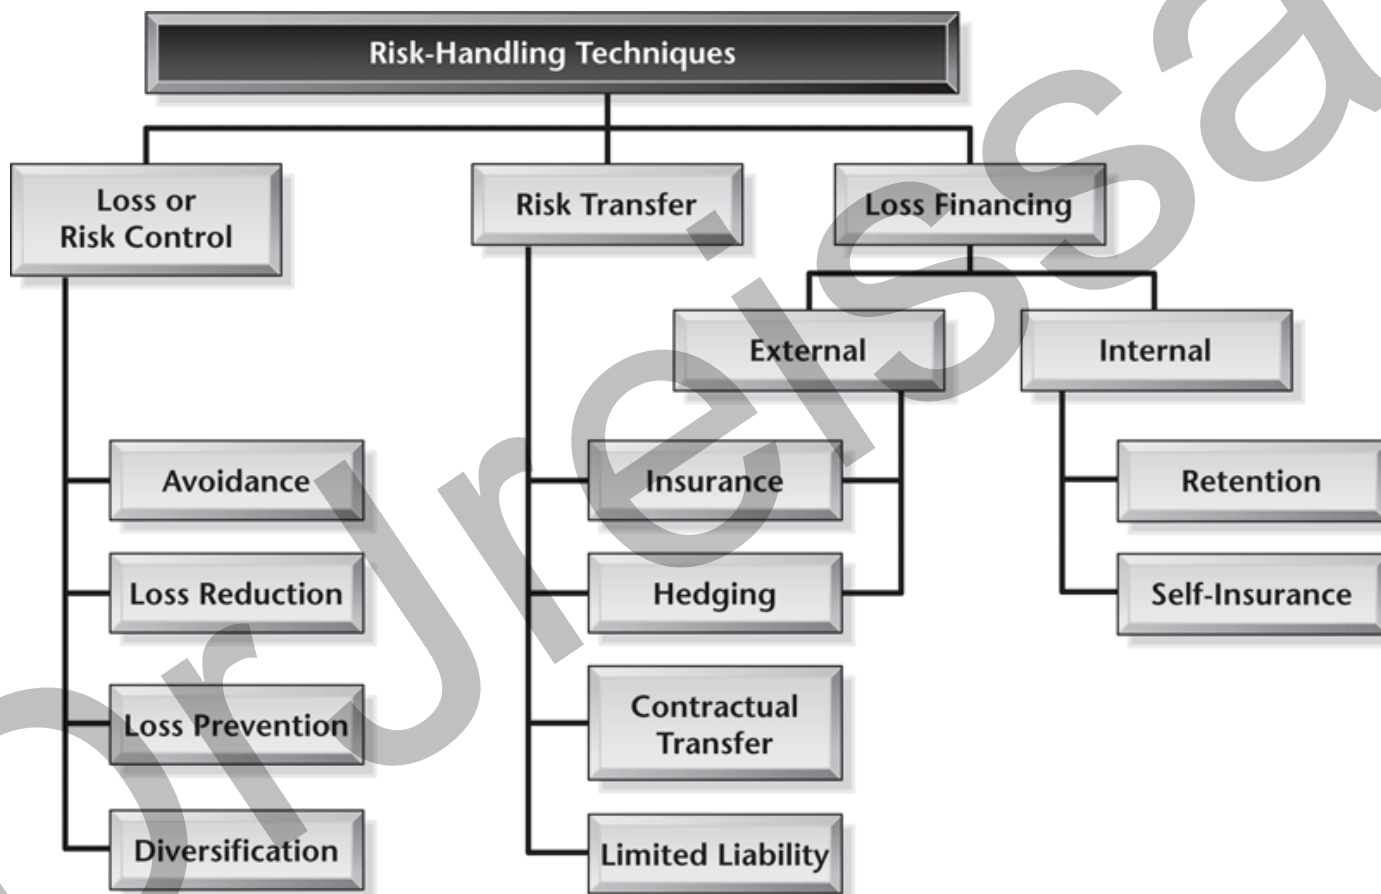 Risk-Handling Techniques
Loss or
Risk Control
Risk Transfer
Loss Financing
External
Internal
Avoidance
Insurance
Retention
Loss Reduction
Hedging
Self-Insurance
Loss Prevention
Contractual
Transfer
Diversification
Limited Liability